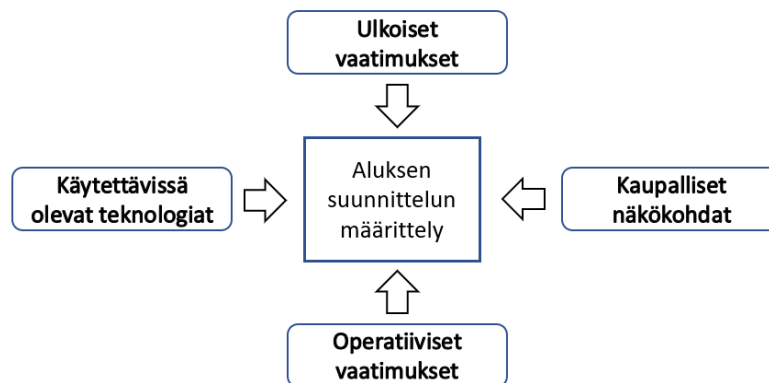 Ulkoiset
vaatimukset
Käytettävissä
olevat teknologiat
Aluksen
suunnittelun
määrittely
Kaupalliset
näkökohdat
Operatiiviset
vaatimukset